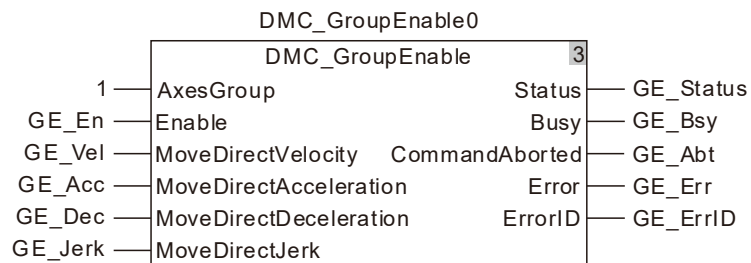 DMC_GroupEnable0
DMC_GroupEnable 3
1 AxesGroup Status GE_Status
GE_En Enable Busy GE_Bsy
GE_Vel MoveDirectVelocity CommandAborted GE_Abt
GE_Acc MoveDirectAcceleration Error GE_Err
GE_Dec MoveDirectDeceleration ErrorID GE_ErrID
GE_Jerk MoveDirectJerk